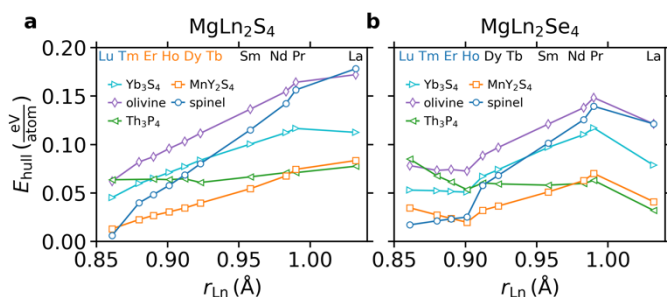 a MgLn₂S₄
Lu Tm Er Ho Dy Tb Sm Nd Pr La
Yb₃S₄ MnY₂S₄
olivine spinel
Th₃P₄
E_hull (eV/atom)
0.20
0.15
0.10
0.05
0.00
0.85 0.90 0.95 1.00
r_Ln (Å)
b MgLn₂Se₄
Lu Tm Er Ho Dy Tb Sm Nd Pr La
Yb₃S₄ MnY₂S₄
olivine spinel
Th₃P₄
0.85 0.90 0.95 1.00
r_Ln (Å)